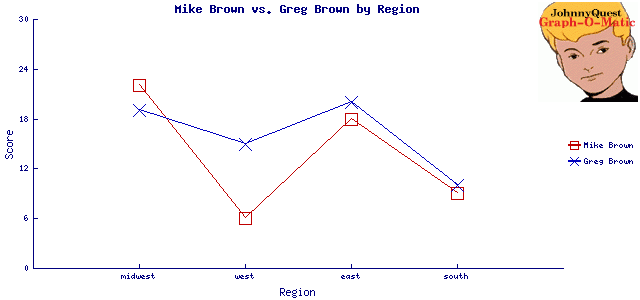 Mike Brown vs. Greg Brown by Region
JohnnyQuest
Graph-O-Matic
30
24
18
12
6
0
Score
midwest west east south
Region
Mike Brown
Greg Brown